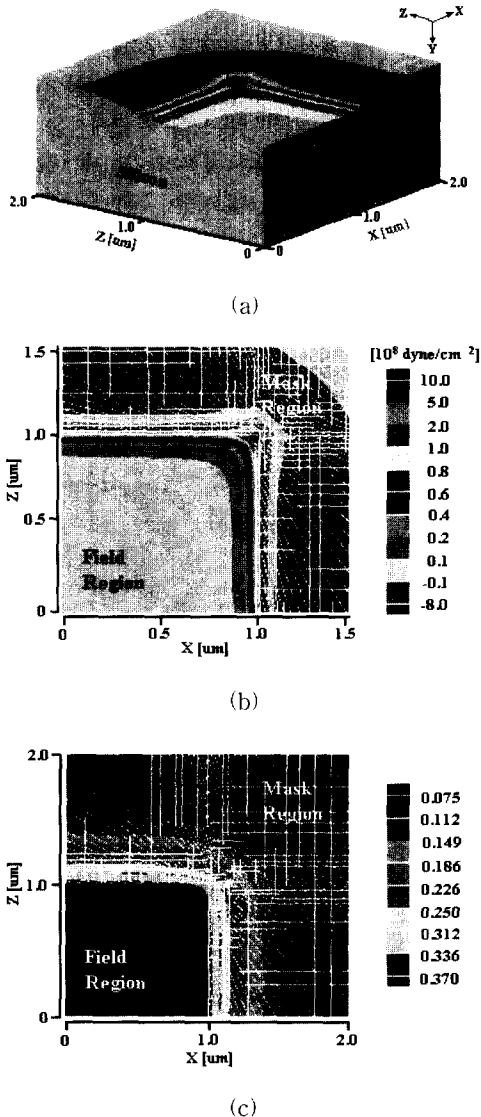 Z X
Y
2.0
1.0
Z [um]
0
0
1.0
X [um]
2.0
(a)
1.5
1.0
0.5
0
Z [um]
Mask
Region
Field
Region
0 0.5 1.0 1.5
X [um]
[10⁸ dyne/cm²]
10.0
5.0
2.0
1.0
0.8
0.6
0.4
0.2
0.1
-0.1
-8.0
(b)
2.0
1.0
0
Z [um]
Mask
Region
Field
Region
0 1.0 2.0
X [um]
0.075
0.112
0.149
0.186
0.226
0.250
0.312
0.336
0.370
(c)